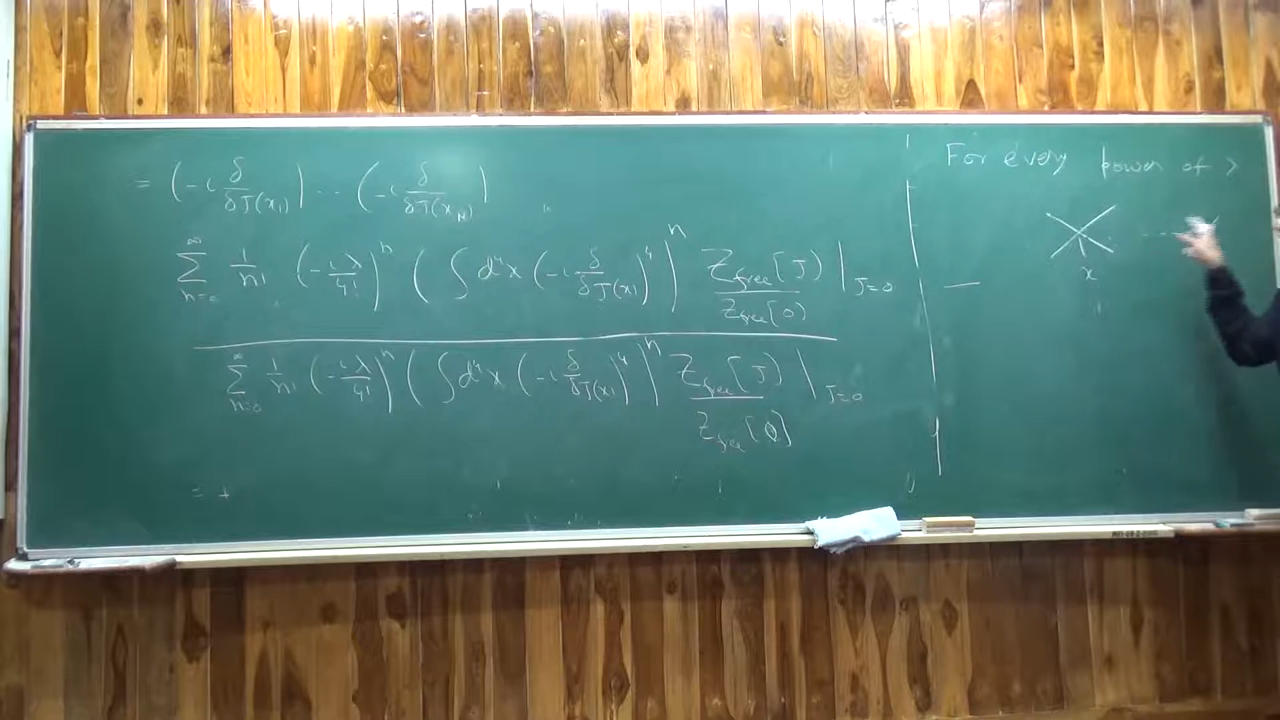 = (-i δ/δJ(x₁)) ... (-i δ/δJ(x_N))
∑_{n=0}^{∞} 1/n! (-iλ/4!)^n (∫ d⁴x (-i δ/δJ(x))⁴)^n Z_free[J]/Z_free[0] |_{J=0}
∑_{n=0}^{∞} 1/n! (-iλ/4!)^n (∫ d⁴x (-i δ/δJ(x))⁴)^n Z_free[J]/Z_free[0] |_{J=0}
= +
For every power of λ
x